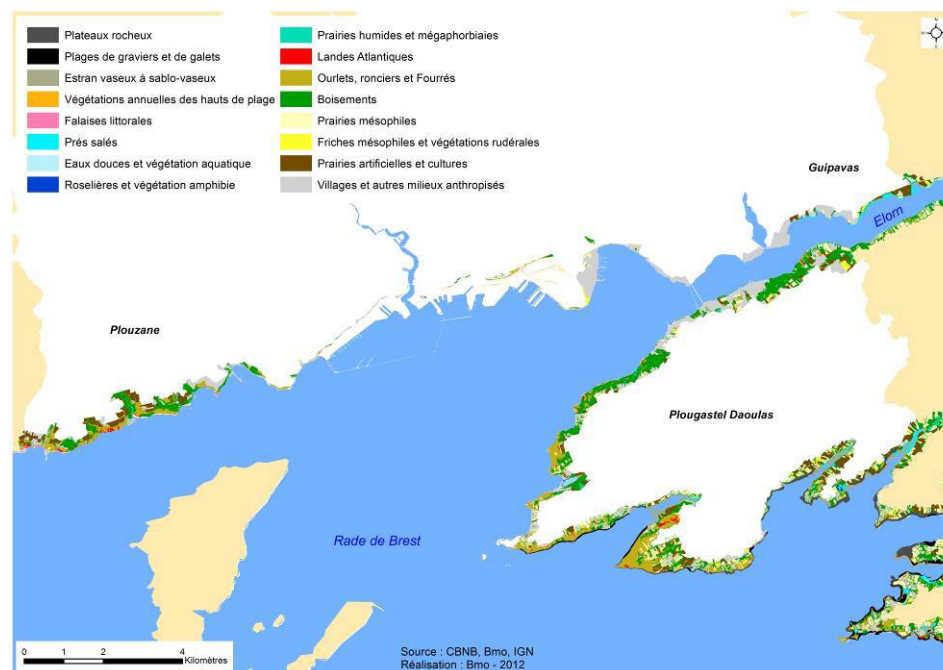 Plateaux rocheux
Plages de graviers et de galets
Estran vaseux à sablo-vaseux
Végétations annuelles des hauts de plage
Falaises littorales
Prés salés
Eaux douces et végétation aquatique
Roselières et végétation amphibie
Prairies humides et mégaphorbiaies
Landes Atlantiques
Ourlets, ronciers et Fourrés
Boisements
Prairies mésophiles
Friches mésophiles et végétations rudérales
Prairies artificielles et cultures
Villages et autres milieux anthropisés
Guipavas
Elorn
Plouzane
Plougastel Daoulas
Rade de Brest
0 1 2 4
Kilomètres
Source : CBNB, Bmo, IGN
Réalisation : Bmo - 2012